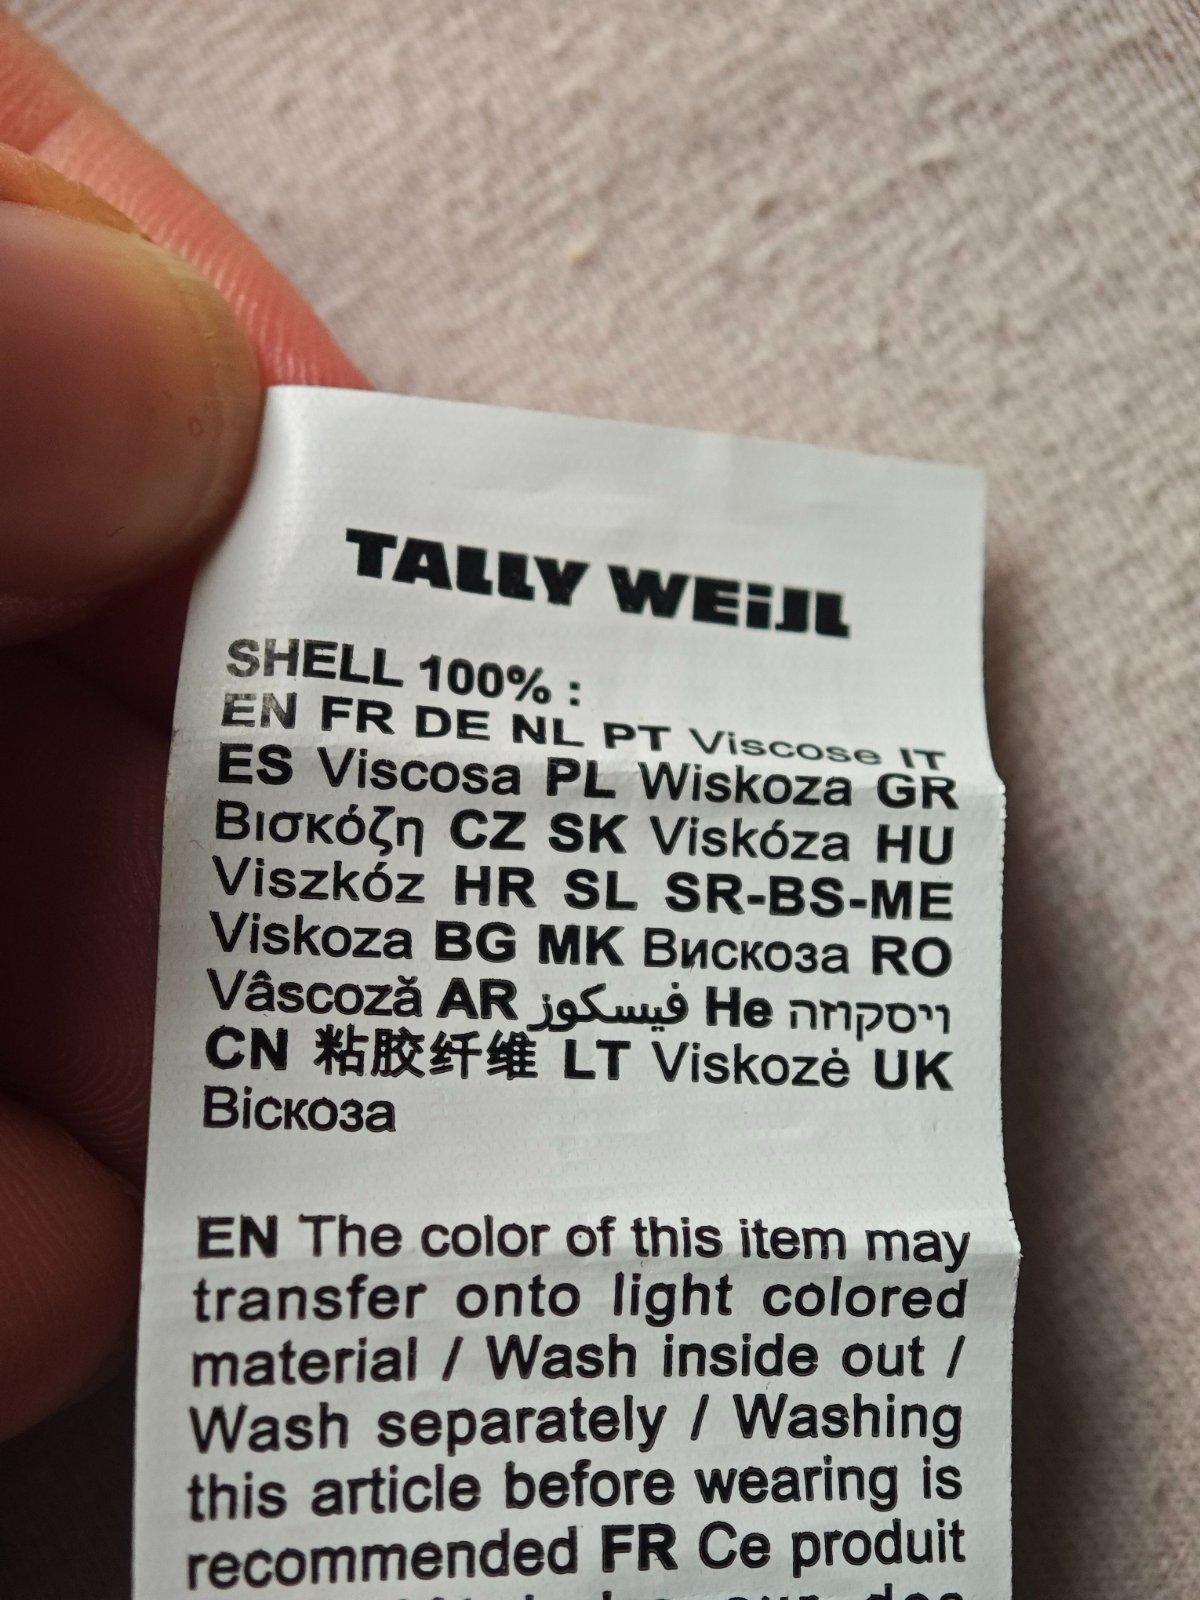 TALLY WEiJL
SHELL 100% :
EN FR DE NL PT Viscose IT
ES Viscosa PL Wiskoza GR
Βισκόζη CZ SK Viskóza HU
Viszkóz HR SL SR-BS-ME
Viskoza BG MK Вискоза RO
Vâscoză AR فيسكوز He ויסקוזה
CN 粘胶纤维 LT Viskozė UK
Віскоза
EN The color of this item may
transfer onto light colored
material / Wash inside out /
Wash separately / Washing
this article before wearing is
recommended FR Ce produit